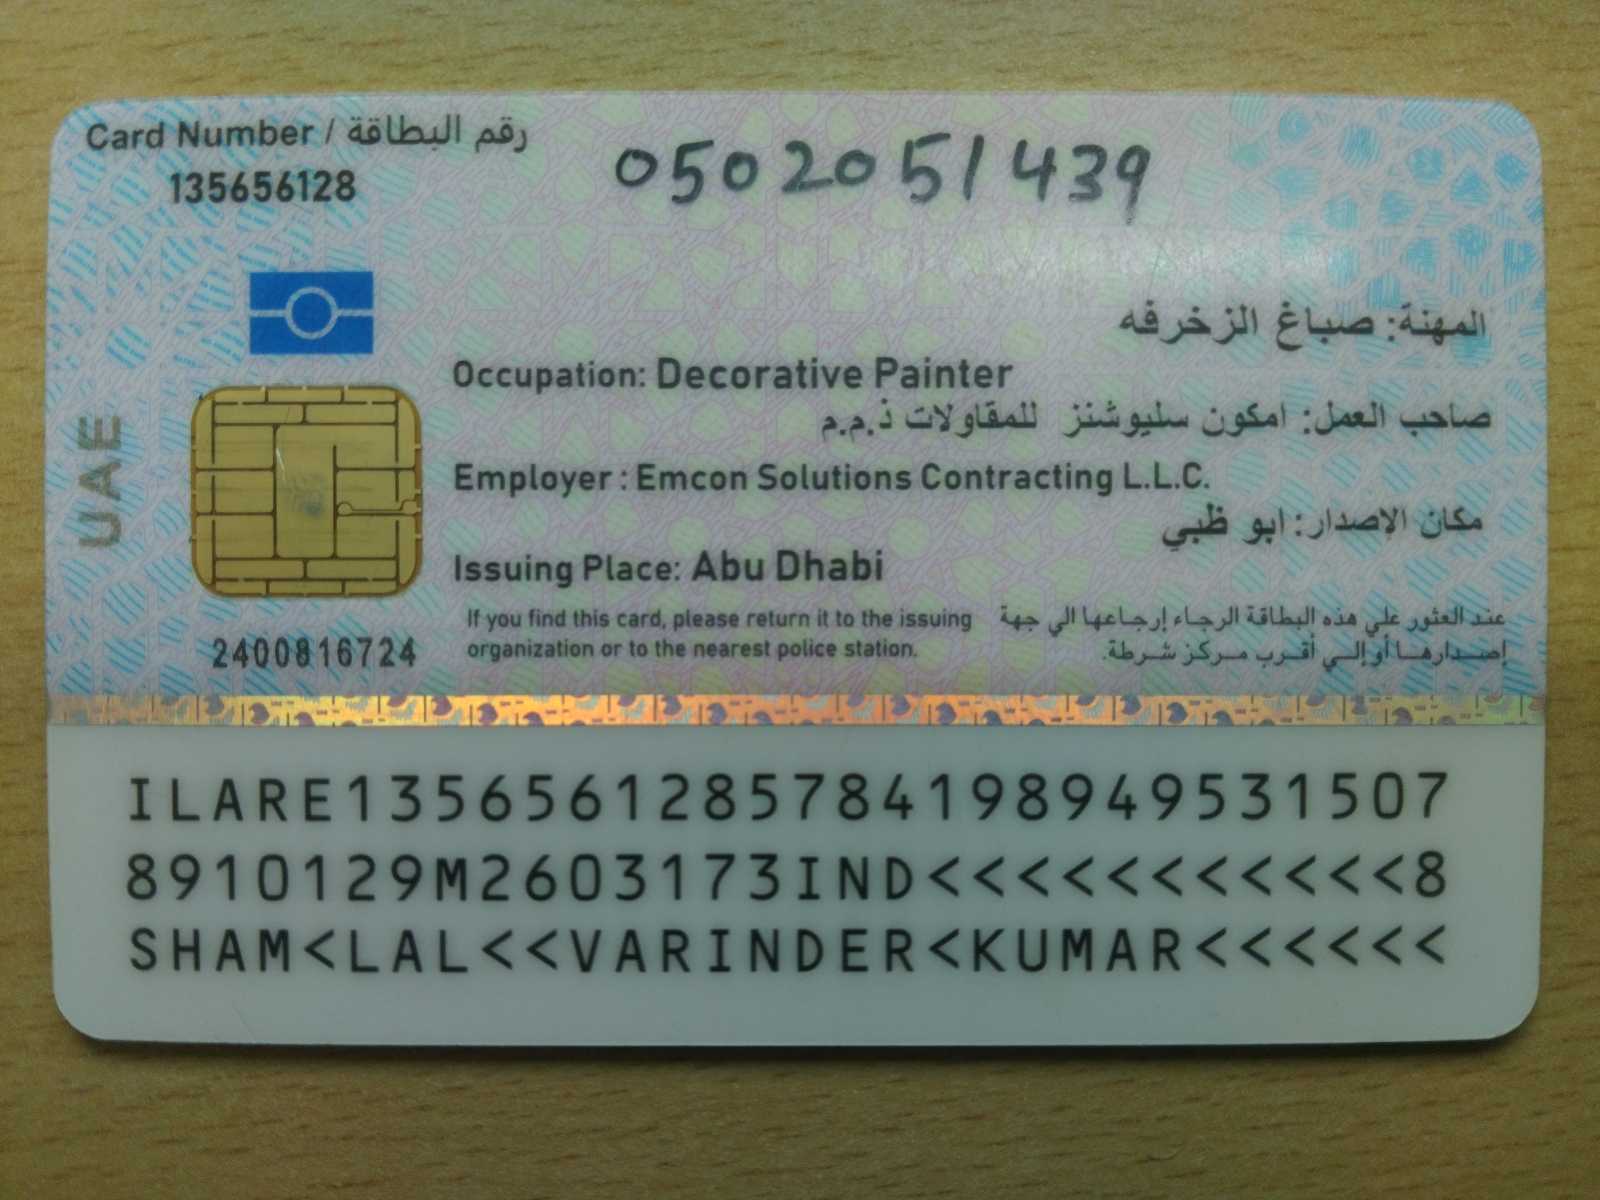 Card Number / رقم البطاقة
135656128
0502051439
المهنة: صباغ الزخرفه
Occupation: Decorative Painter
صاحب العمل: امكون سليوشنز للمقاولات ذ.م.م
Employer : Emcon Solutions Contracting L.L.C.
مكان الاصدار: ابو ظبي
Issuing Place: Abu Dhabi
UAE
2400816724
If you find this card, please return it to the issuing
organization or to the nearest police station.
عند العثور علي هذه البطاقة الرجاء إرجاعها الي جهة
إصدارها أو إلي أقرب مركز شرطة.
ILARE1356561285784198949531507
8910129M2603173IND<<<<<<<<<<<8
SHAM<LAL<<VARINDER<KUMAR<<<<<<